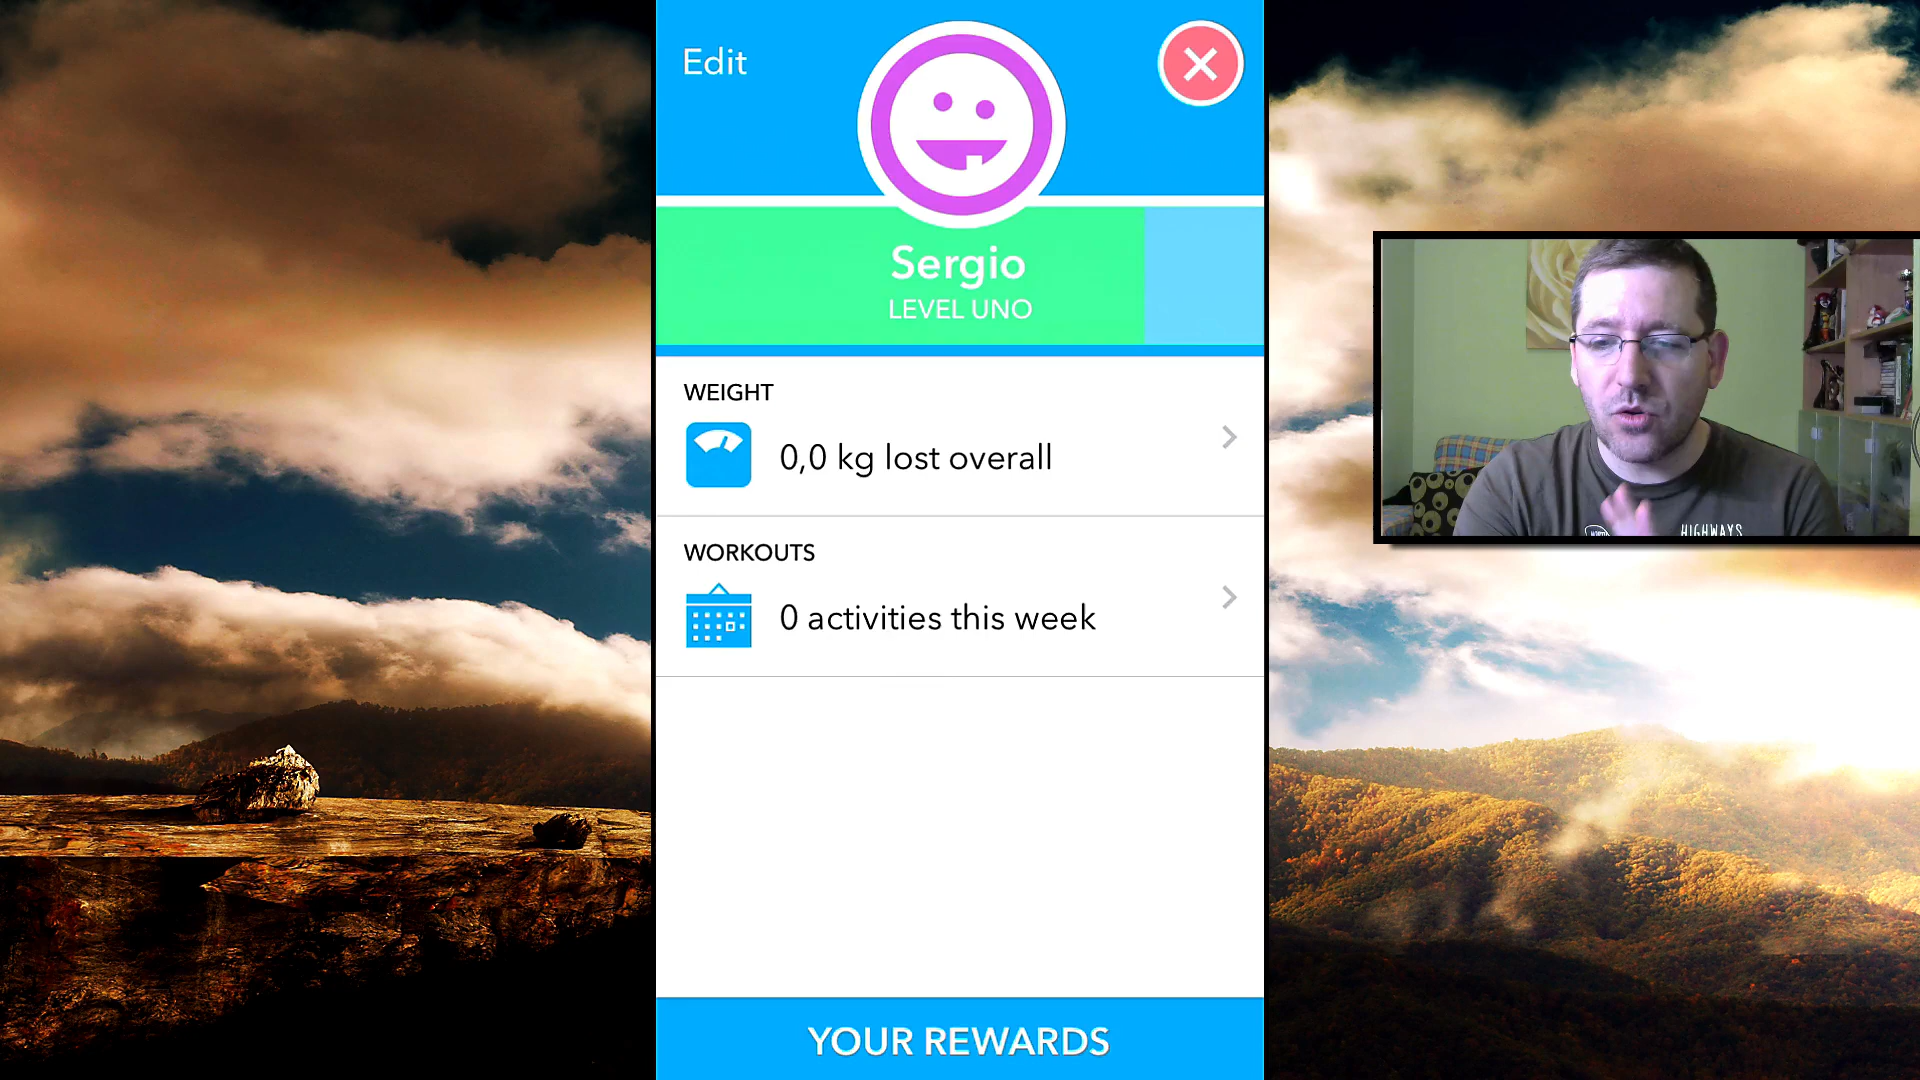 Edit
Sergio
LEVEL UNO
WEIGHT
0,0 kg lost overall
WORKOUTS
0 activities this week
YOUR REWARDS
HIGHWAYS